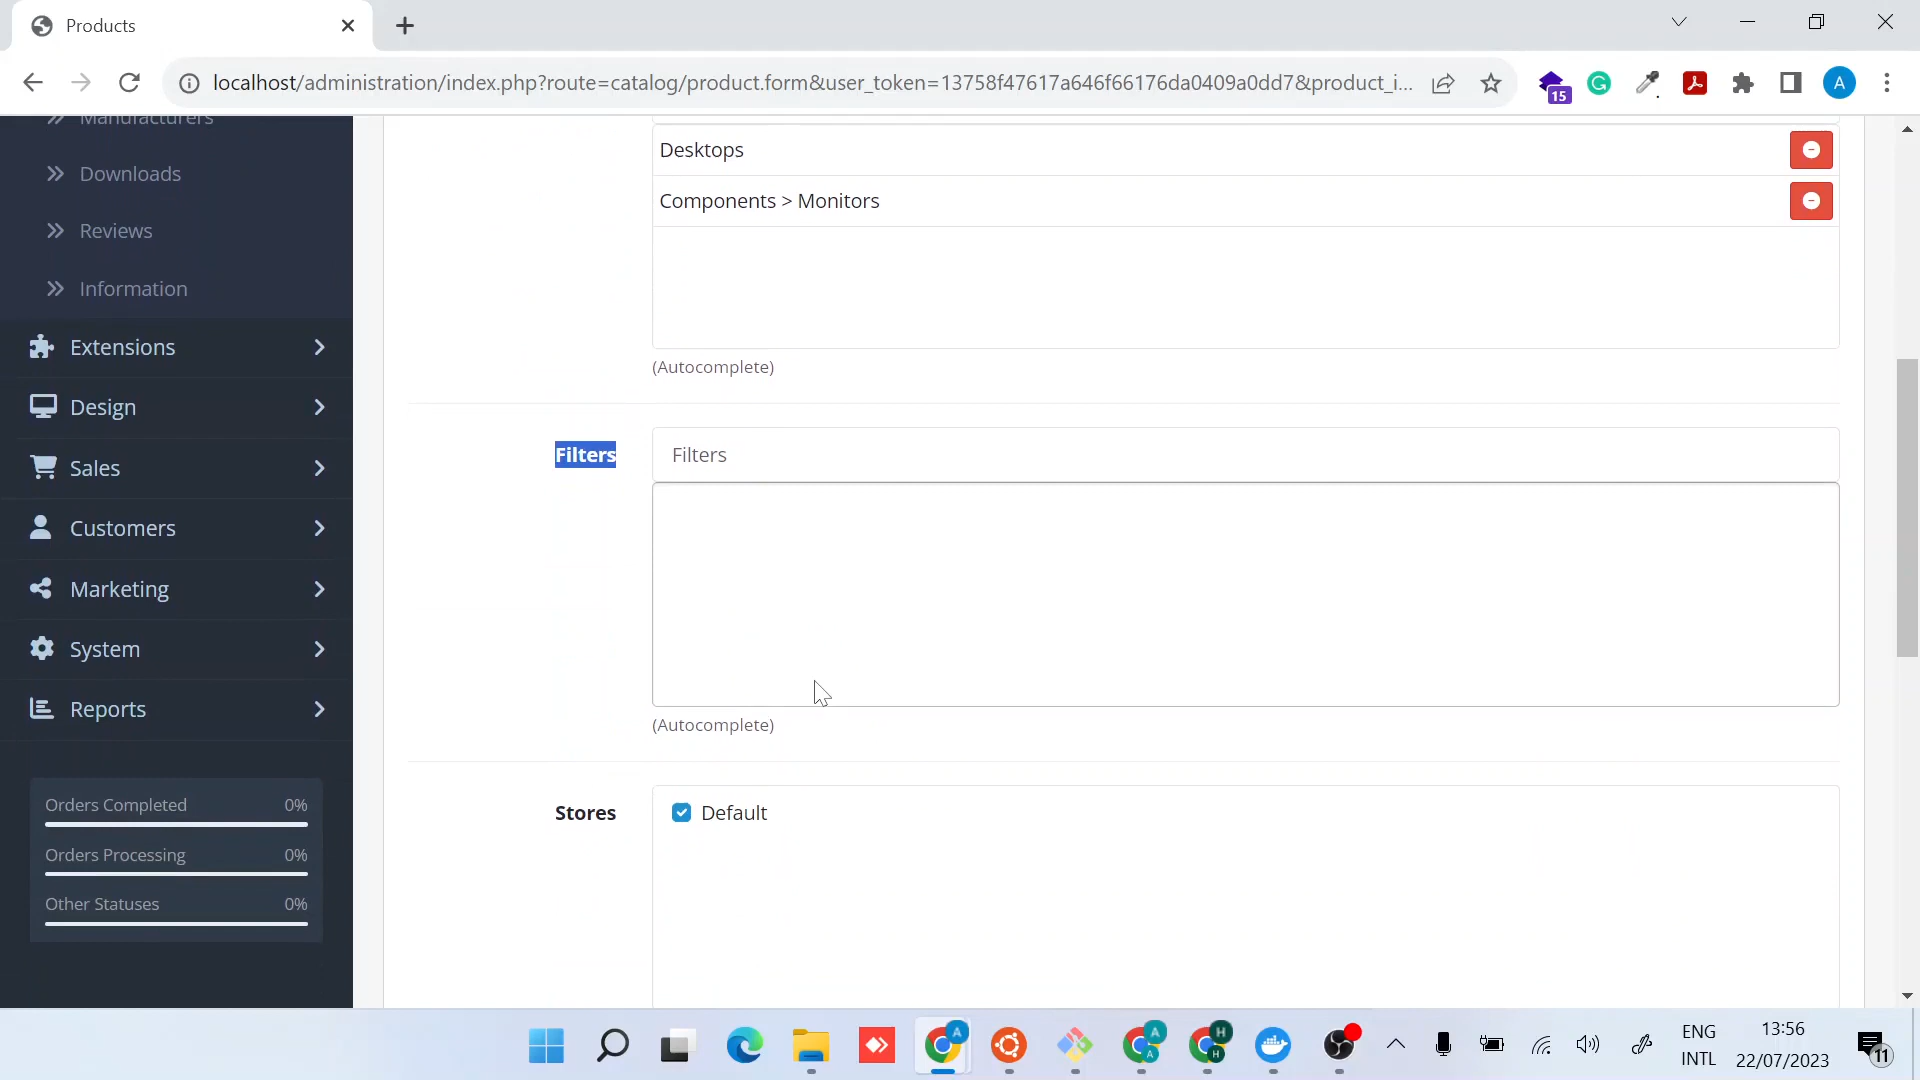 Products
localhost/administration/index.php?route=catalog/product.form&user_token=13758f47617a646f66176da0409a0dd7&product_i...
15
A
Manufacturers
Downloads
Reviews
Information
Extensions
Design
Sales
Customers
Marketing
System
Reports
Orders Completed 0%
Orders Processing 0%
Other Statuses 0%
Desktops
Components > Monitors
(Autocomplete)
Filters Filters
(Autocomplete)
Stores Default
A
A
A
H
H
ENG
INTL
13:56
22/07/2023
11